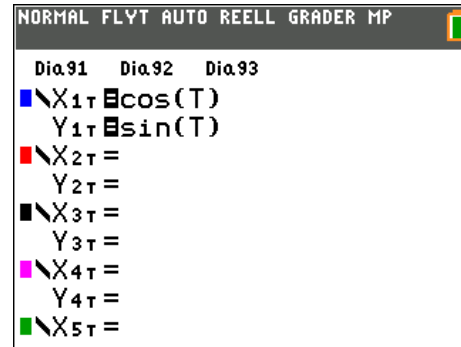 NORMAL FLYT AUTO REELL GRADER MP
Dia91 Dia92 Dia93
\X1T=cos(T)
Y1T=sin(T)
\X2T=
Y2T=
\X3T=
Y3T=
\X4T=
Y4T=
\X5T=